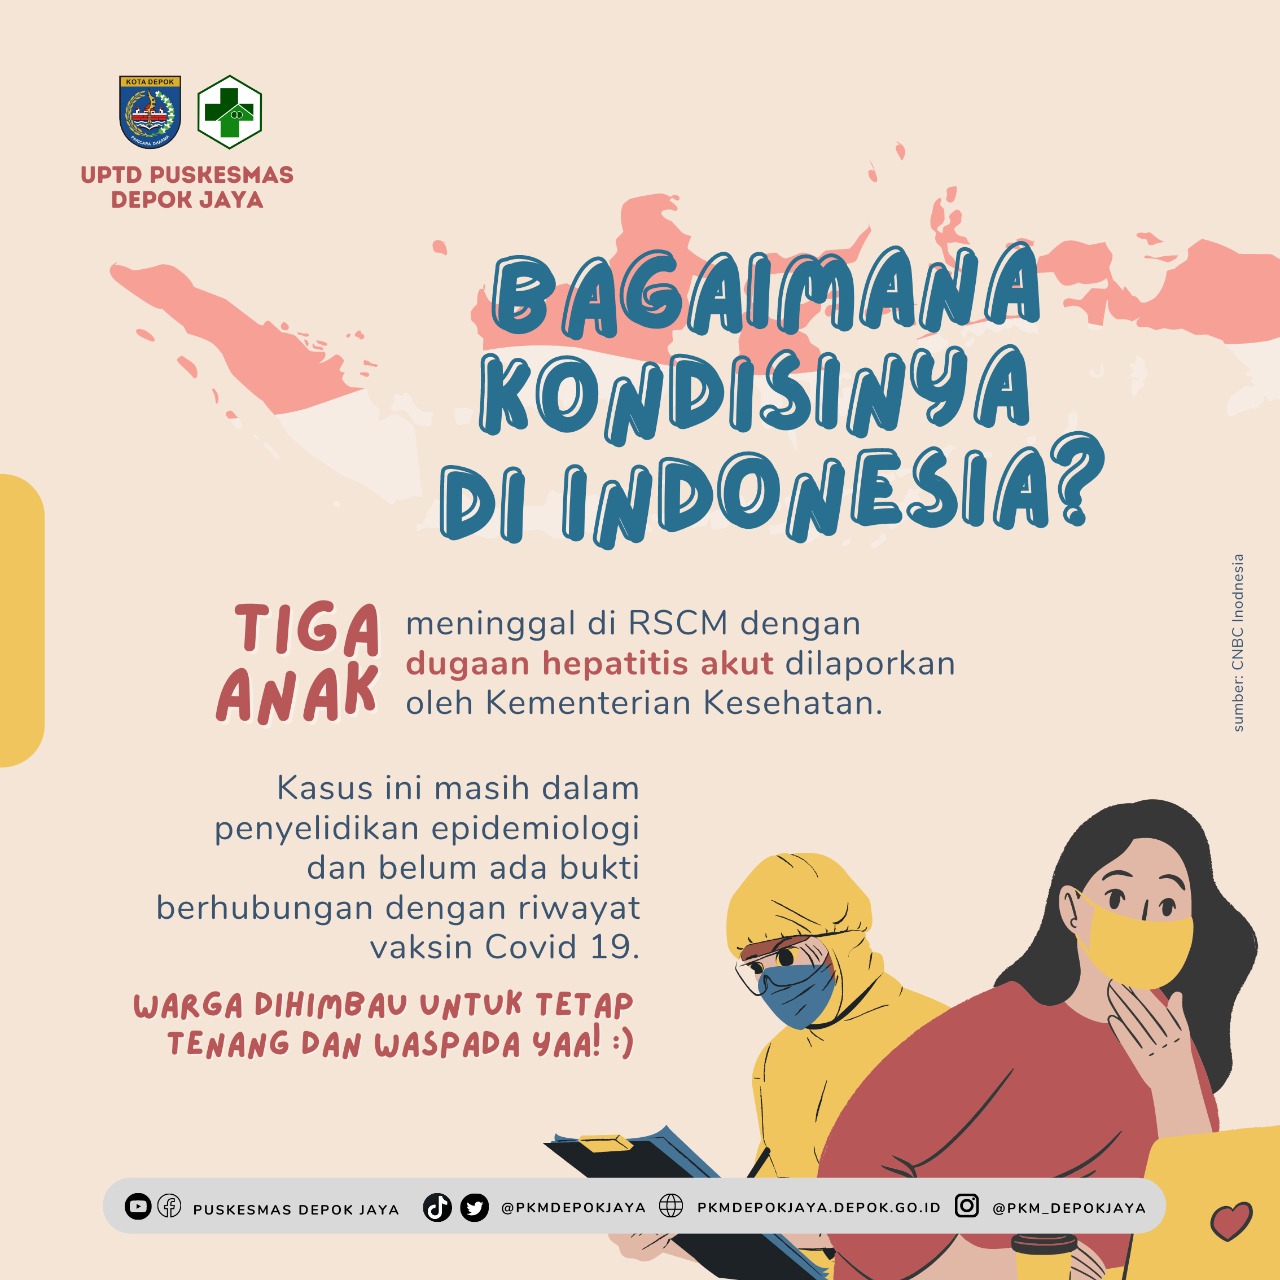 KOTA DEPOK
UPTD PUSKESMAS
DEPOK JAYA
BAGAIMANA
KONDISINYA
DI INDONESIA?
TIGA
ANAK
meninggal di RSCM dengan
dugaan hepatitis akut dilaporkan
oleh Kementerian Kesehatan.
sumber: CNBC Inodnesia
Kasus ini masih dalam
penyelidikan epidemiologi
dan belum ada bukti
berhubungan dengan riwayat
vaksin Covid 19.
WARGA DIHIMBAU UNTUK TETAP
TENANG DAN WASPADA YAA! :)
PUSKESMAS DEPOK JAYA
@PKMDEPOKJAYA
PKMDEPOKJAYA.DEPOK.GO.ID
@PKM_DEPOKJAYA